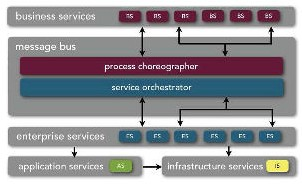 business services BS BS BS BS BS BS
message bus
process choreographer
service orchestrator
enterprise services ES ES ES ES ES ES
application services AS infrastructure services IS